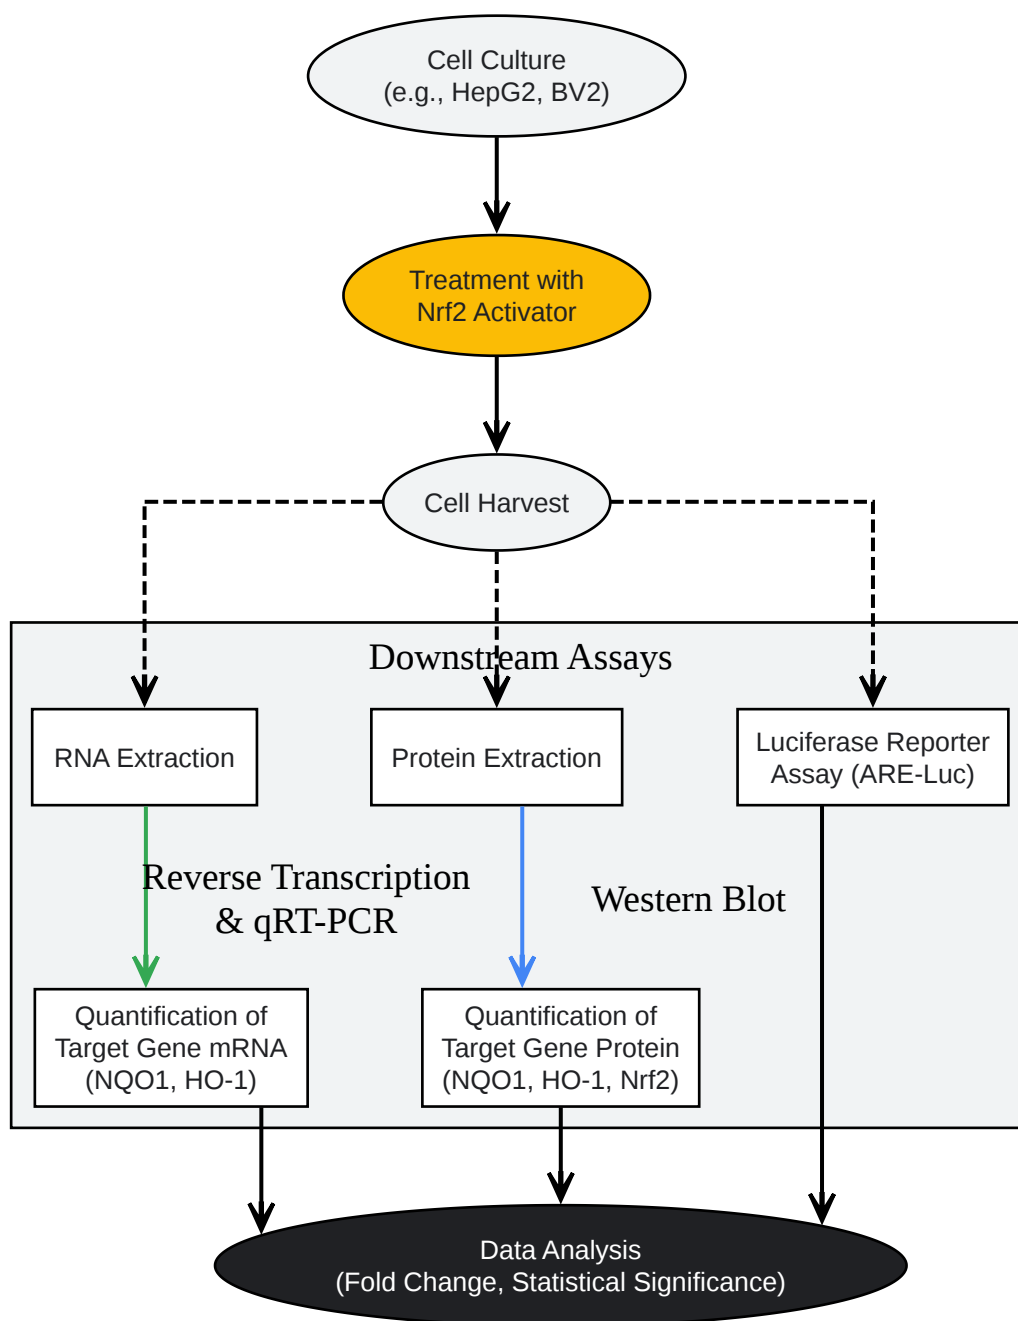 Cell Culture
(e.g., HepG2, BV2)
Treatment with
Nrf2 Activator
Cell Harvest
Downstream Assays
RNA Extraction
Protein Extraction
Luciferase Reporter
Assay (ARE-Luc)
Reverse Transcription
& qRT-PCR
Western Blot
Quantification of
Target Gene mRNA
(NQO1, HO-1)
Quantification of
Target Gene Protein
(NQO1, HO-1, Nrf2)
Data Analysis
(Fold Change, Statistical Significance)